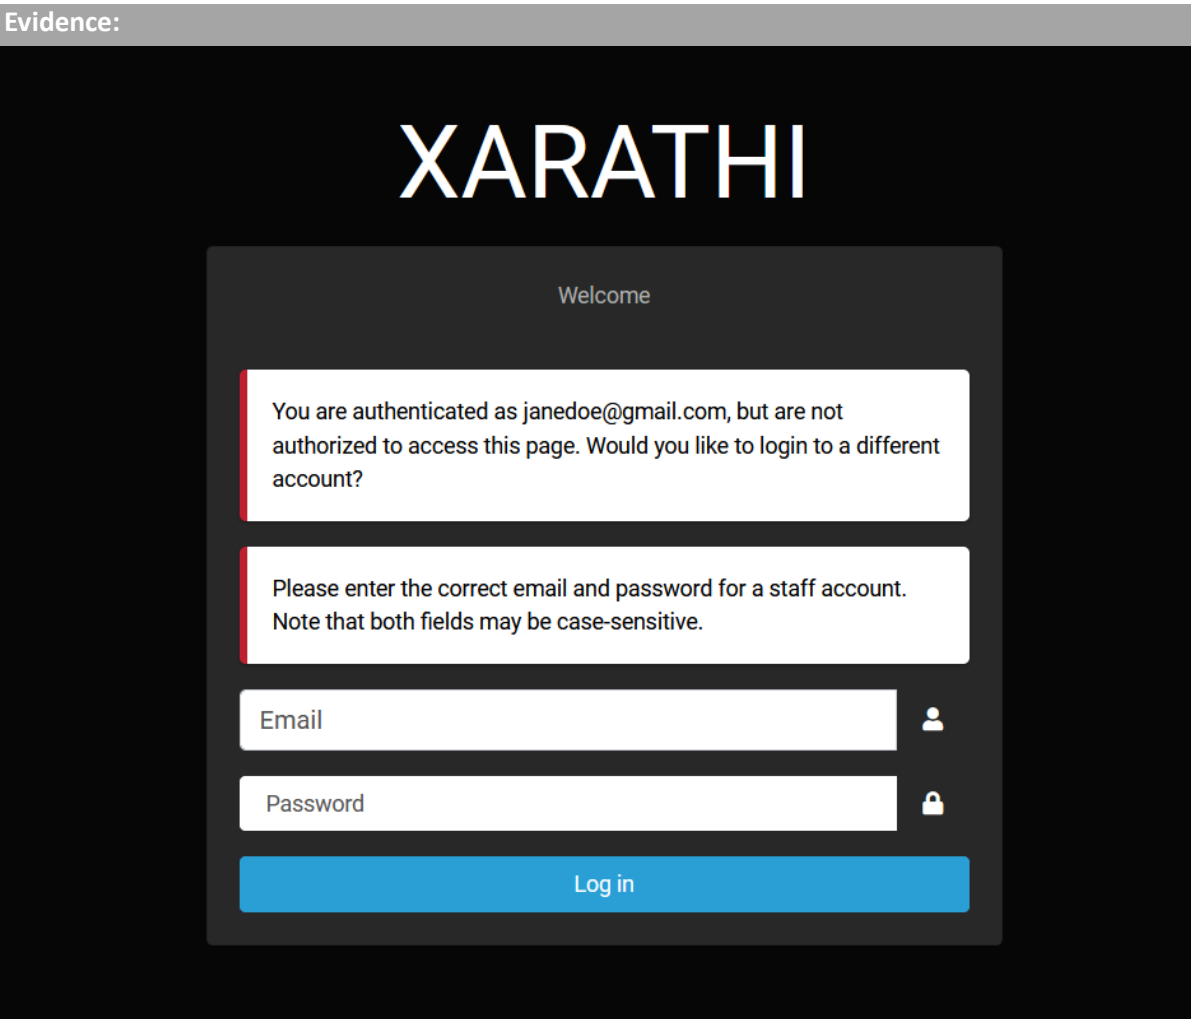 Evidence:
XARATHI
Welcome
You are authenticated as janedoe@gmail.com, but are not
authorized to access this page. Would you like to login to a different
account?
Please enter the correct email and password for a staff account.
Note that both fields may be case-sensitive.
Email
Password
Log in